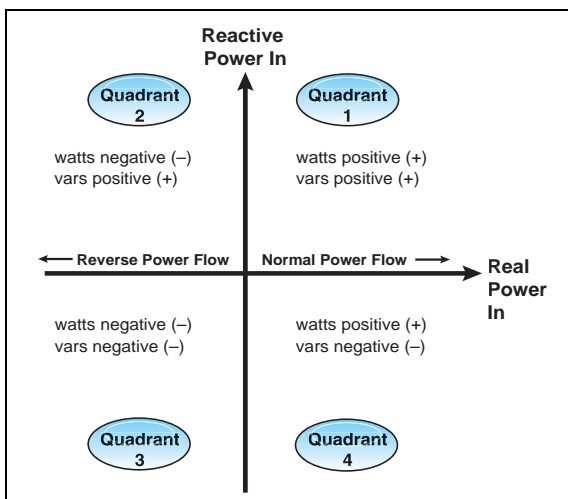 Reactive
Power In
Quadrant
2
Quadrant
1
watts negative (–)
vars positive (+)
watts positive (+)
vars positive (+)
Reverse Power Flow
Normal Power Flow
Real
Power
In
watts negative (–)
vars negative (–)
watts positive (+)
vars negative (–)
Quadrant
3
Quadrant
4